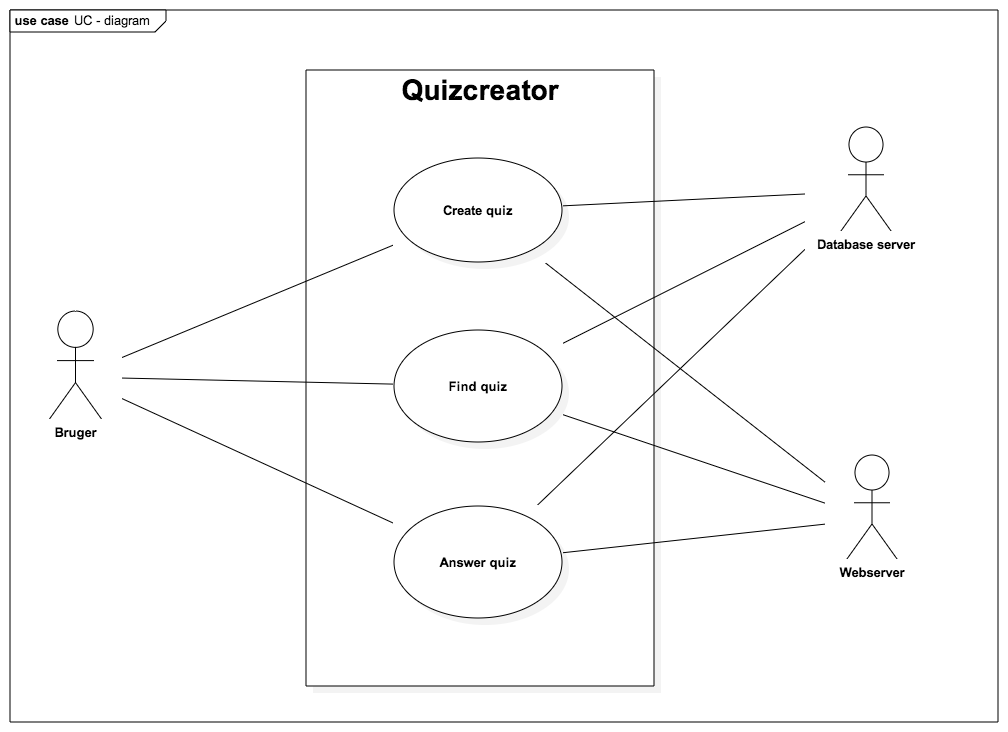 use case UC - diagram
Quizcreator
Create quiz
Database server
Find quiz
Bruger
Answer quiz
Webserver